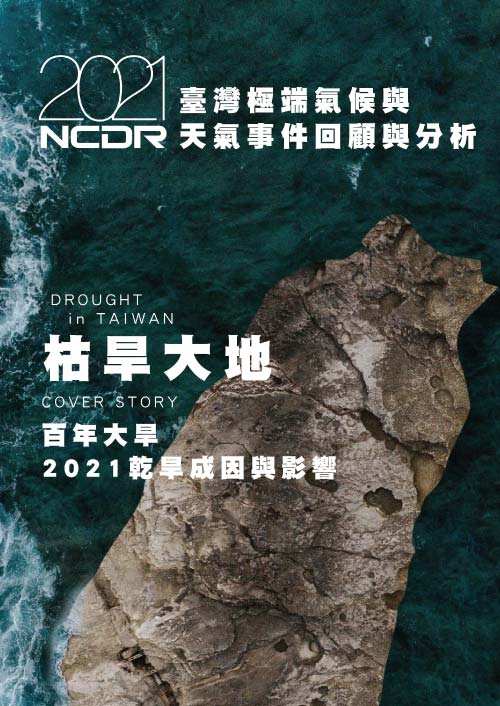 2021
NCDR
臺灣極端氣候與
天氣事件回顧與分析
DROUGHT
in TAIWAN
枯旱大地
COVER STORY
百年大旱
2021乾旱成因與影響